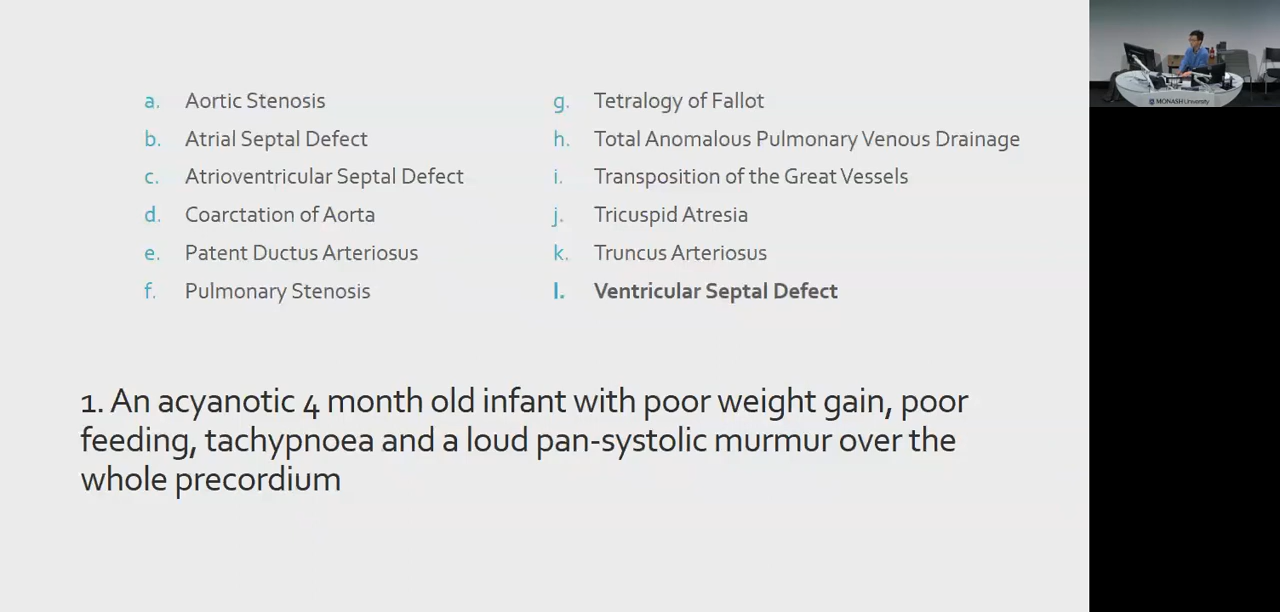 a. Aortic Stenosis
b. Atrial Septal Defect
c. Atrioventricular Septal Defect
d. Coarctation of Aorta
e. Patent Ductus Arteriosus
f. Pulmonary Stenosis
g. Tetralogy of Fallot
h. Total Anomalous Pulmonary Venous Drainage
i. Transposition of the Great Vessels
j. Tricuspid Atresia
k. Truncus Arteriosus
l. Ventricular Septal Defect
1. An acyanotic 4 month old infant with poor weight gain, poor
feeding, tachypnoea and a loud pan-systolic murmur over the
whole precordium
MONASH University